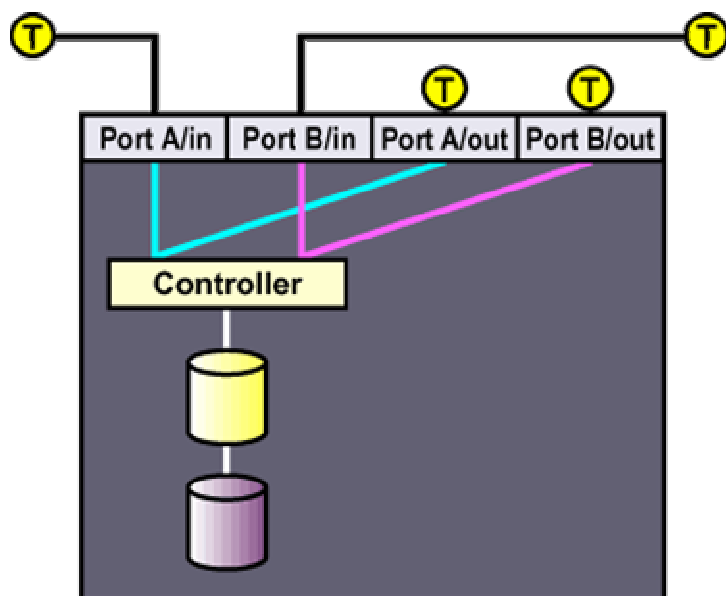 T
T
T
T
Port A/in
Port B/in
Port A/out
Port B/out
Controller